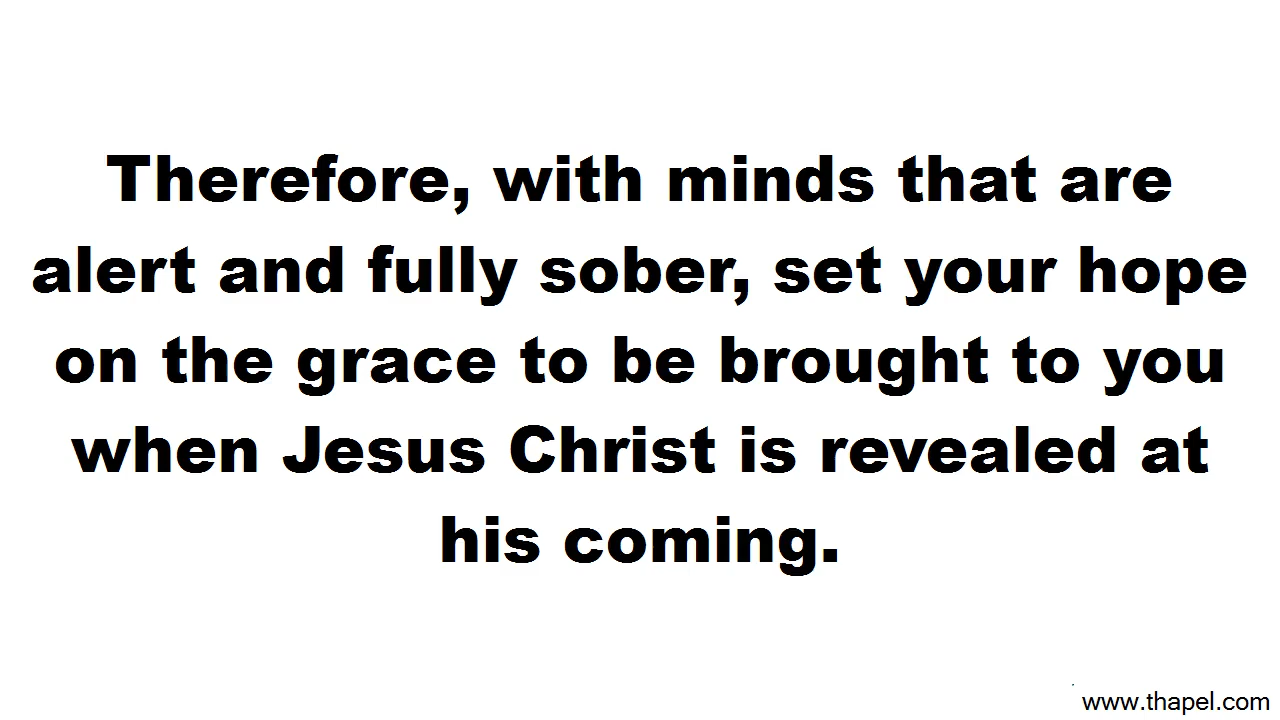 Therefore, with minds that are
alert and fully sober, set your hope
on the grace to be brought to you
when Jesus Christ is revealed at
his coming.
www.thapel.com